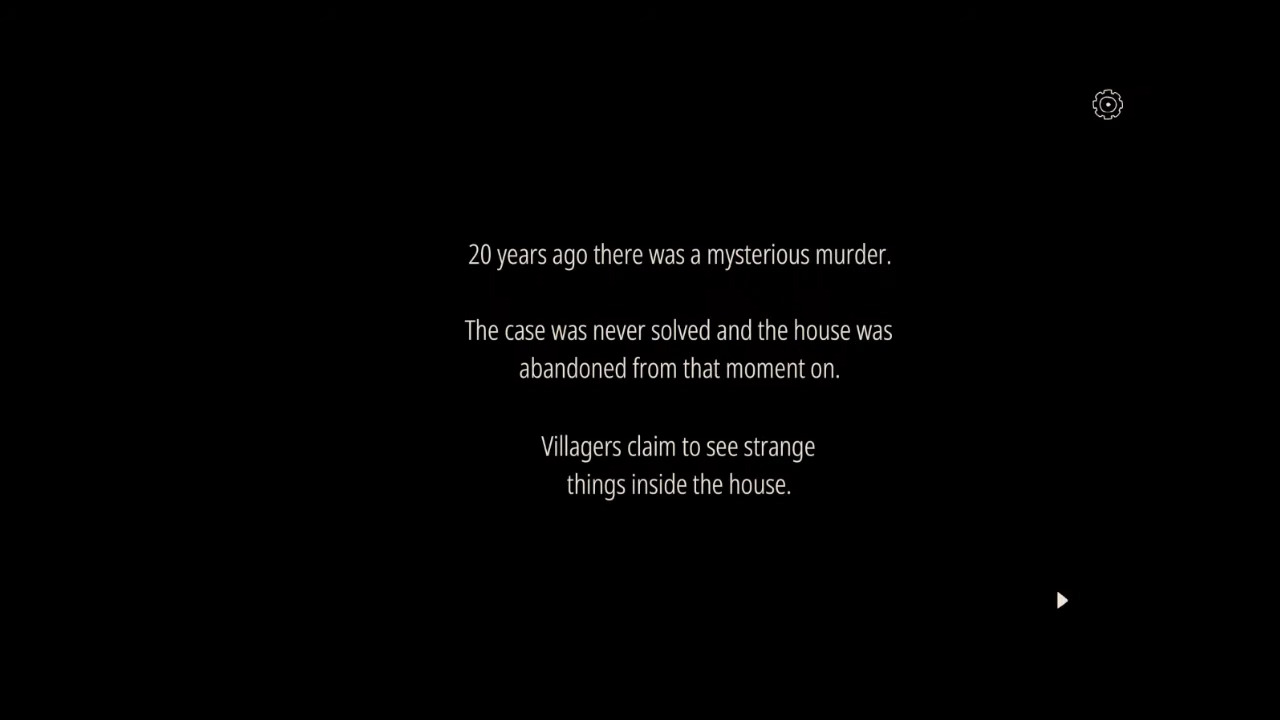 20 years ago there was a mysterious murder.
The case was never solved and the house was
abandoned from that moment on.
Villagers claim to see strange
things inside the house.